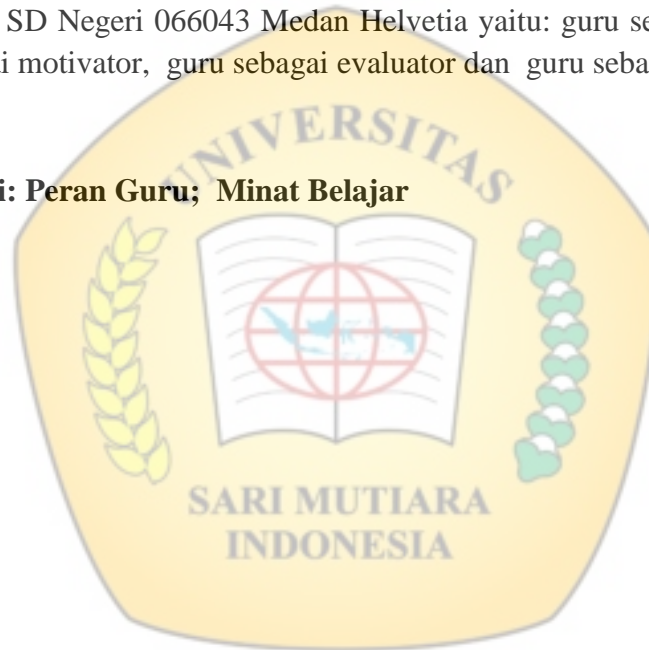 SD Negeri 066043 Medan Helvetia yaitu: guru se
i motivator, guru sebagai evaluator dan guru seba
i: Peran Guru; Minat Belajar
UNIVERSITAS
SARI MUTIARA
INDONESIA